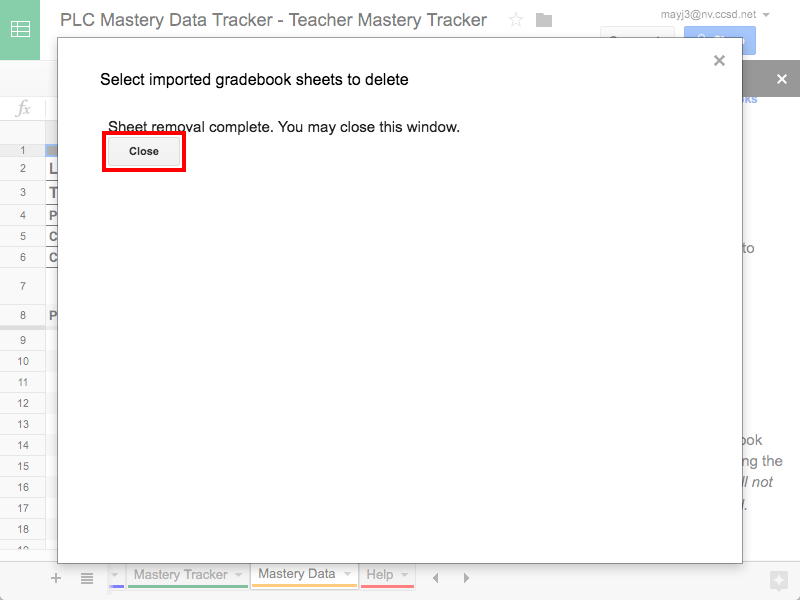 PLC Mastery Data Tracker - Teacher Mastery Tracker
mayj3@nv.ccsd.net
Select imported gradebook sheets to delete
Sheet removal complete. You may close this window.
Close
fx
1
2 L
3 T
4 P
5 C
6 C
7
8 P
9
10
11
12
13
14
15
16
17
18
to
ook
ng the
ll not
d.
Mastery Tracker
Mastery Data
Help